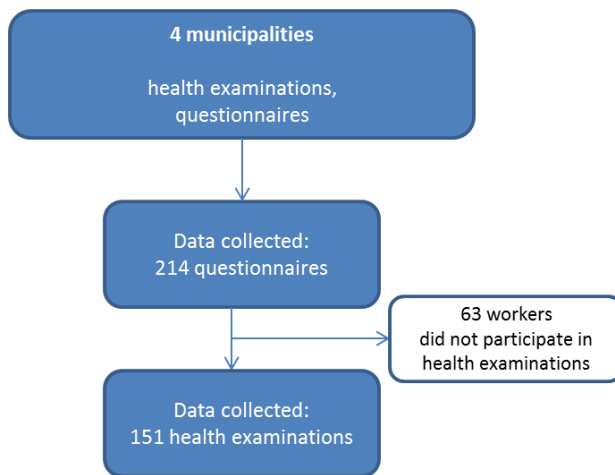 4 municipalities
health examinations,
questionnaires
Data collected:
214 questionnaires
63 workers
did not participate in
health examinations
Data collected:
151 health examinations